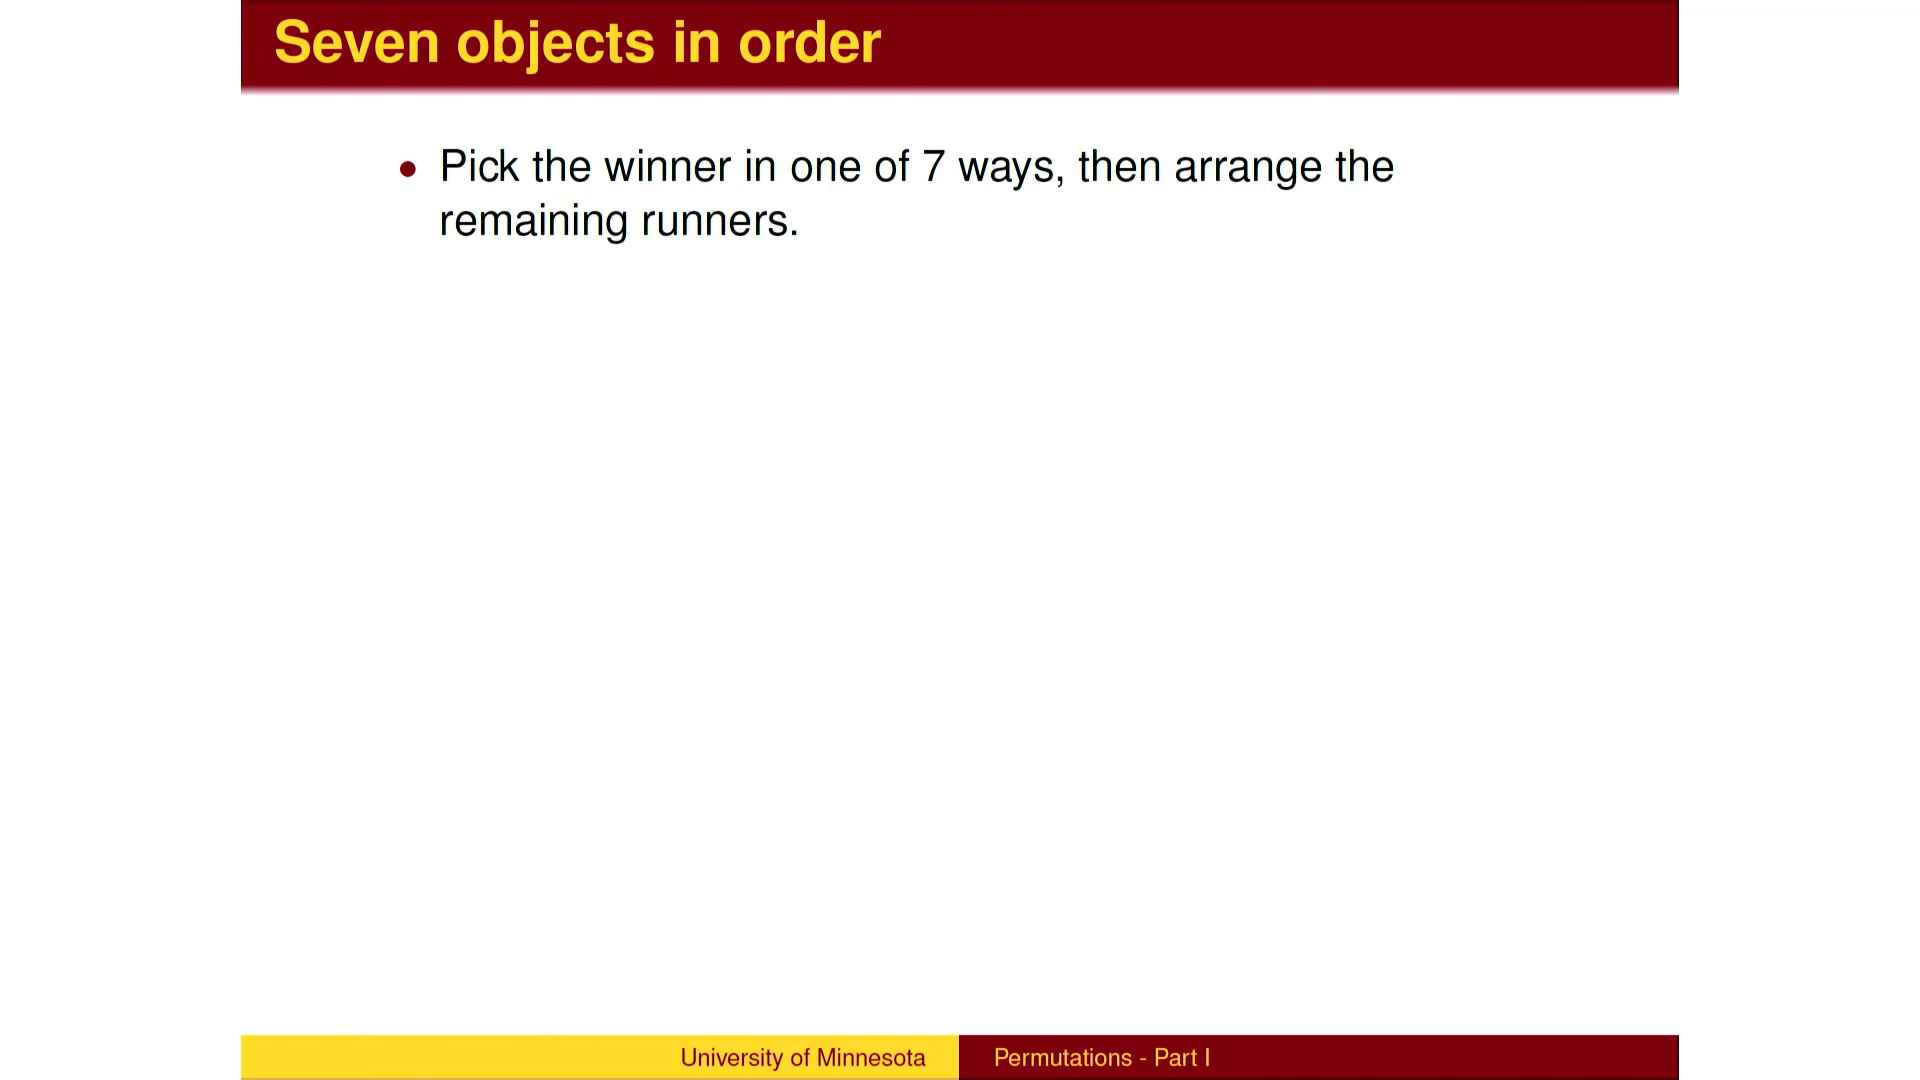 Seven objects in order
• Pick the winner in one of 7 ways, then arrange the
remaining runners.
University of Minnesota
Permutations - Part I